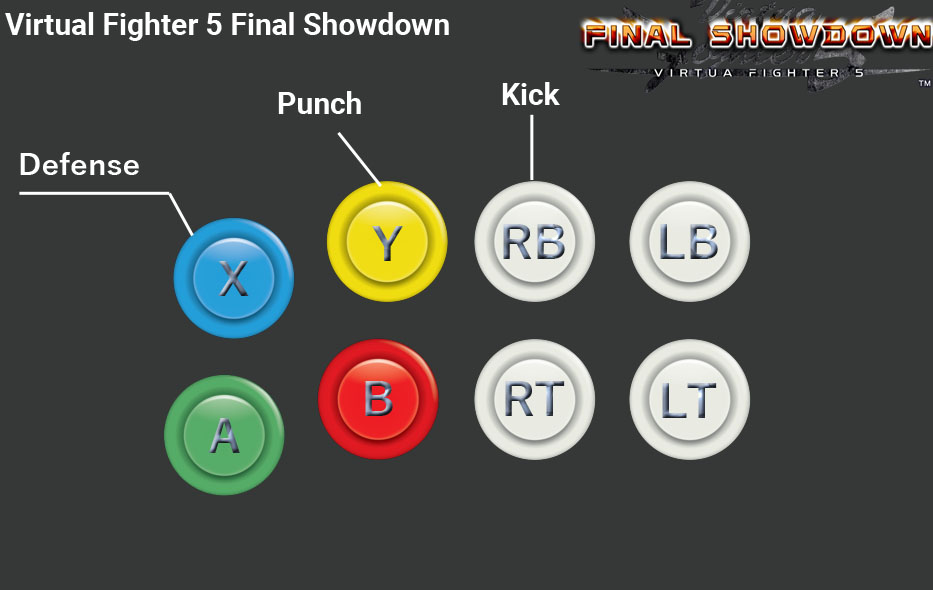 Virtual Fighter 5 Final Showdown
FINAL SHOWDOWN
VIRTUA FIGHTER 5
TM
Punch
Kick
Defense
X
Y
RB
LB
A
B
RT
LT